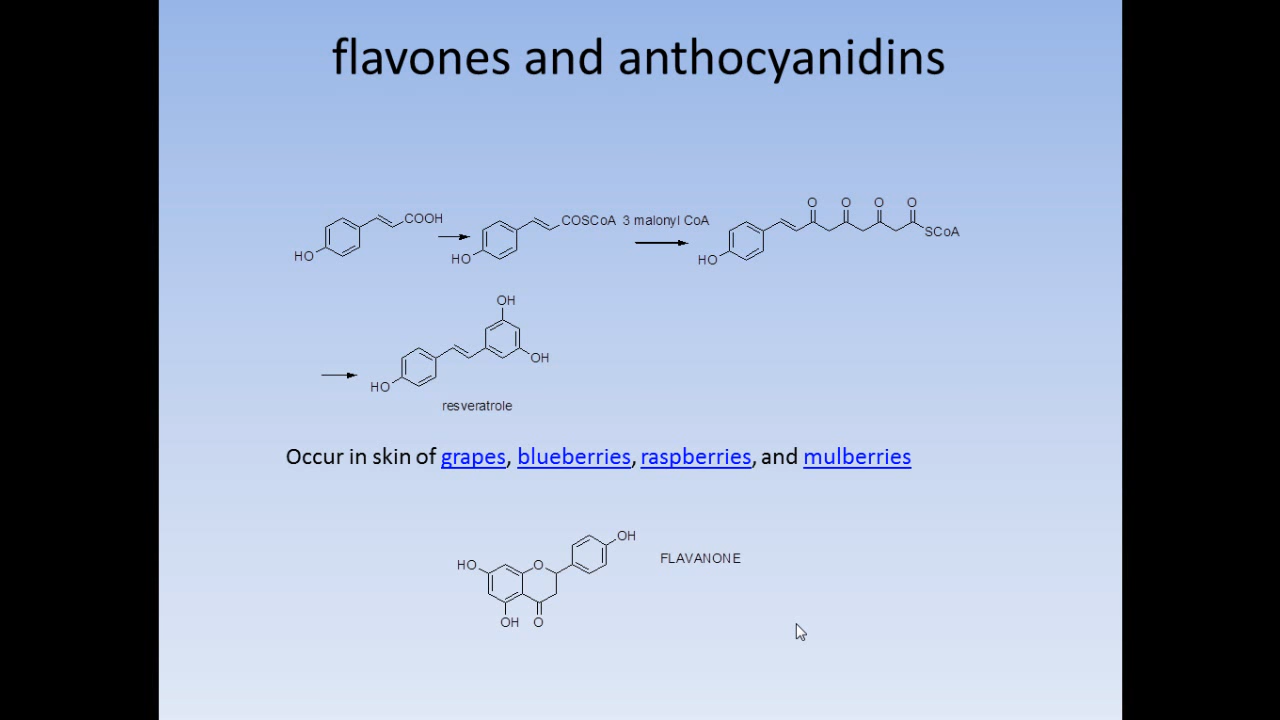 flavones and anthocyanidins
O O O O
COOH COSCoA 3 malonyl CoA SCoA
HO HO HO
OH
OH
HO
resveratrole
Occur in skin of grapes, blueberries, raspberries, and mulberries
OH
HO O FLAVANONE
OH O